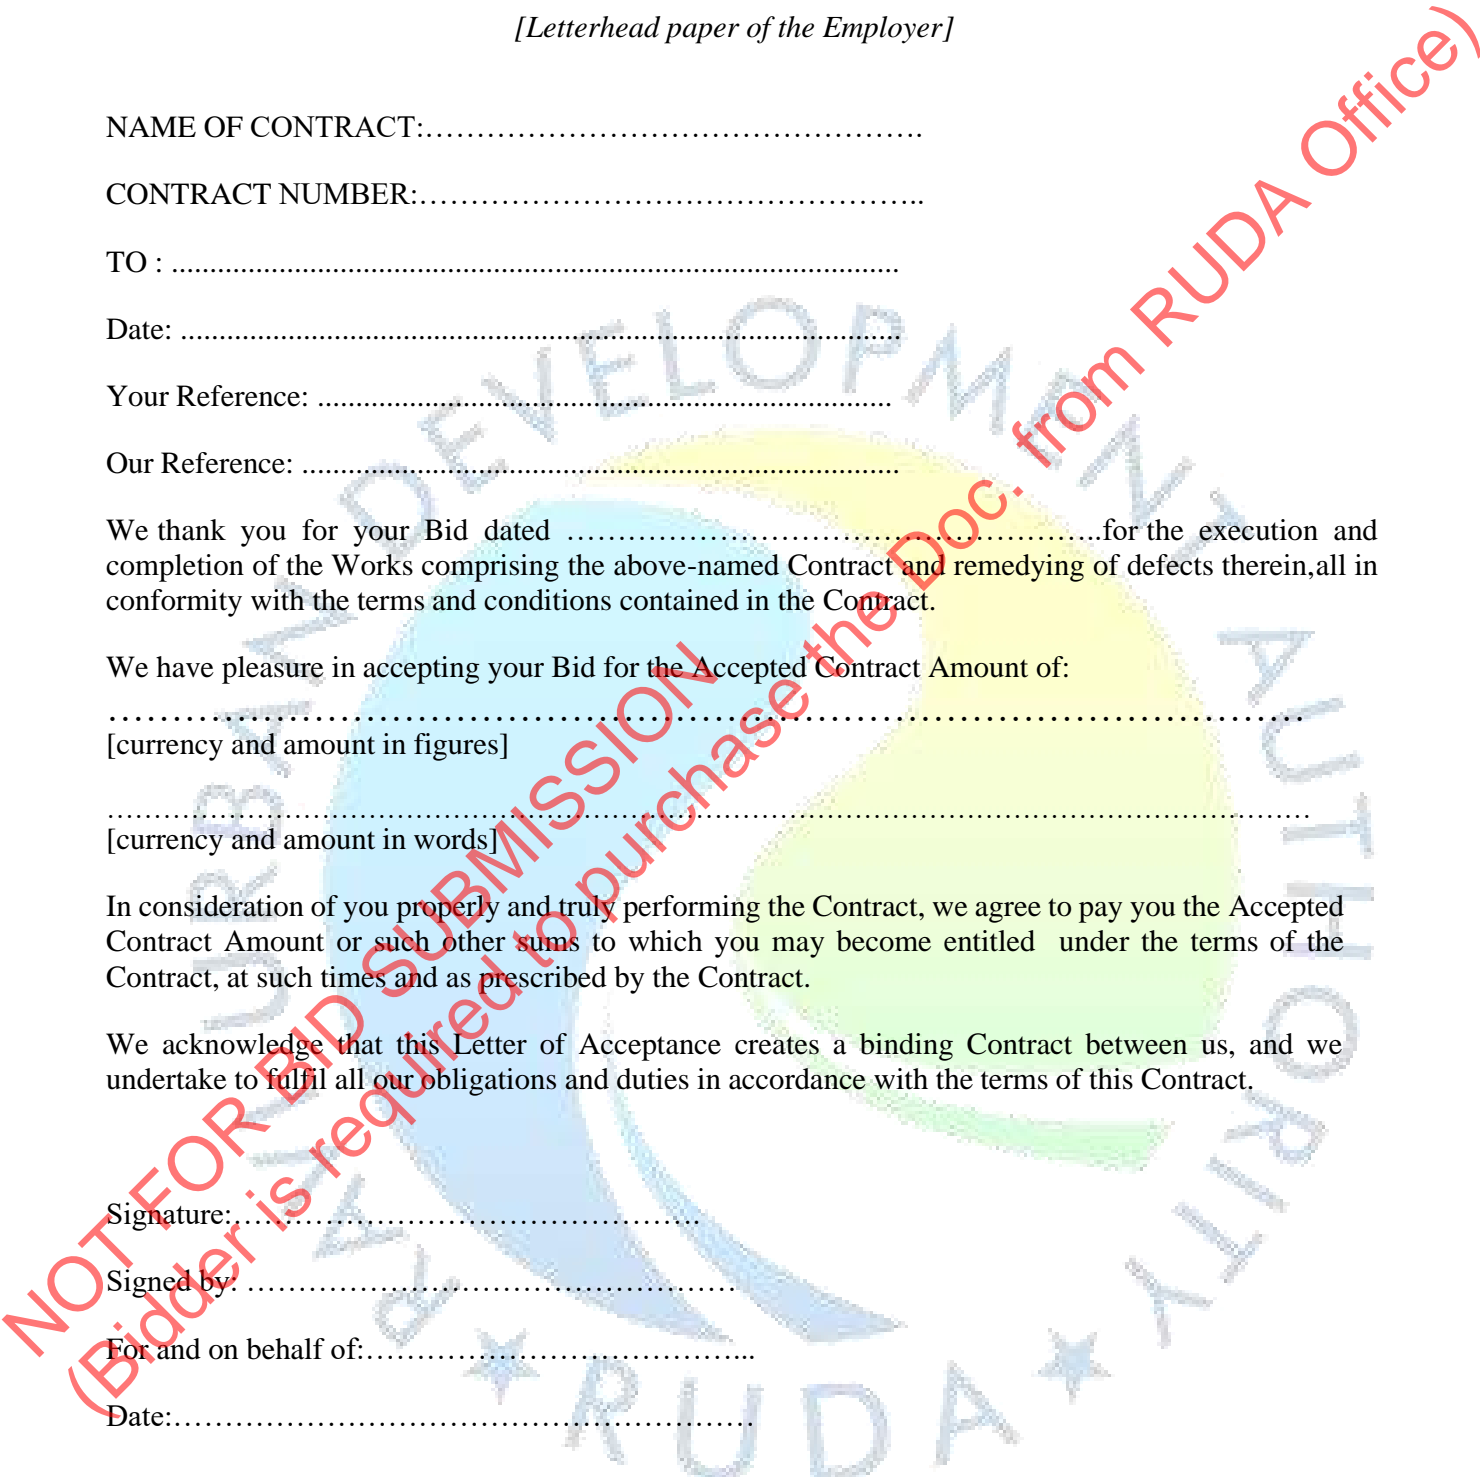 [Letterhead paper of the Employer]
NAME OF CONTRACT:………………………………………….
CONTRACT NUMBER:…………………………………………..
TO : ................................................................................................
Date: ...............................................................................................
Your Reference: ...........................................................................
Our Reference: ..............................................................................
We thank you for your Bid dated …………………………………………….for the execution and
completion of the Works comprising the above-named Contract and remedying of defects therein,all in
conformity with the terms and conditions contained in the Contract.
We have pleasure in accepting your Bid for the Accepted Contract Amount of:
……………………………………………………………………………………
[currency and amount in figures]
…………………………………………………………………………………………………………………
[currency and amount in words]
In consideration of you properly and truly performing the Contract, we agree to pay you the Accepted
Contract Amount or such other sums to which you may become entitled under the terms of the
Contract, at such times and as prescribed by the Contract.
We acknowledge that this Letter of Acceptance creates a binding Contract between us, and we
undertake to fulfil all our obligations and duties in accordance with the terms of this Contract.
Signature:……………………………………….
Signed by: …………………………………………
For and on behalf of:………………………………...
Date:…………………………………………………
NOT FOR BID SUBMISSION
(Bidder is required to purchase the Doc. from RUDA Office)
RAVI URBAN DEVELOPMENT AUTHORITY
RUDA